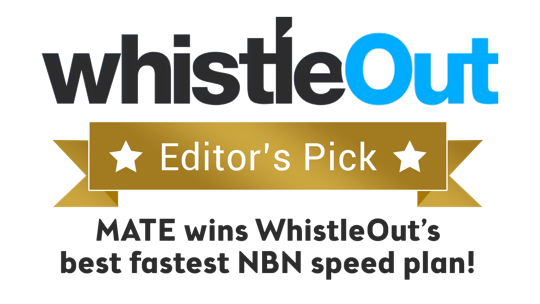 whistleOut
Editor's Pick
MATE wins WhistleOut's
best fastest NBN speed plan!